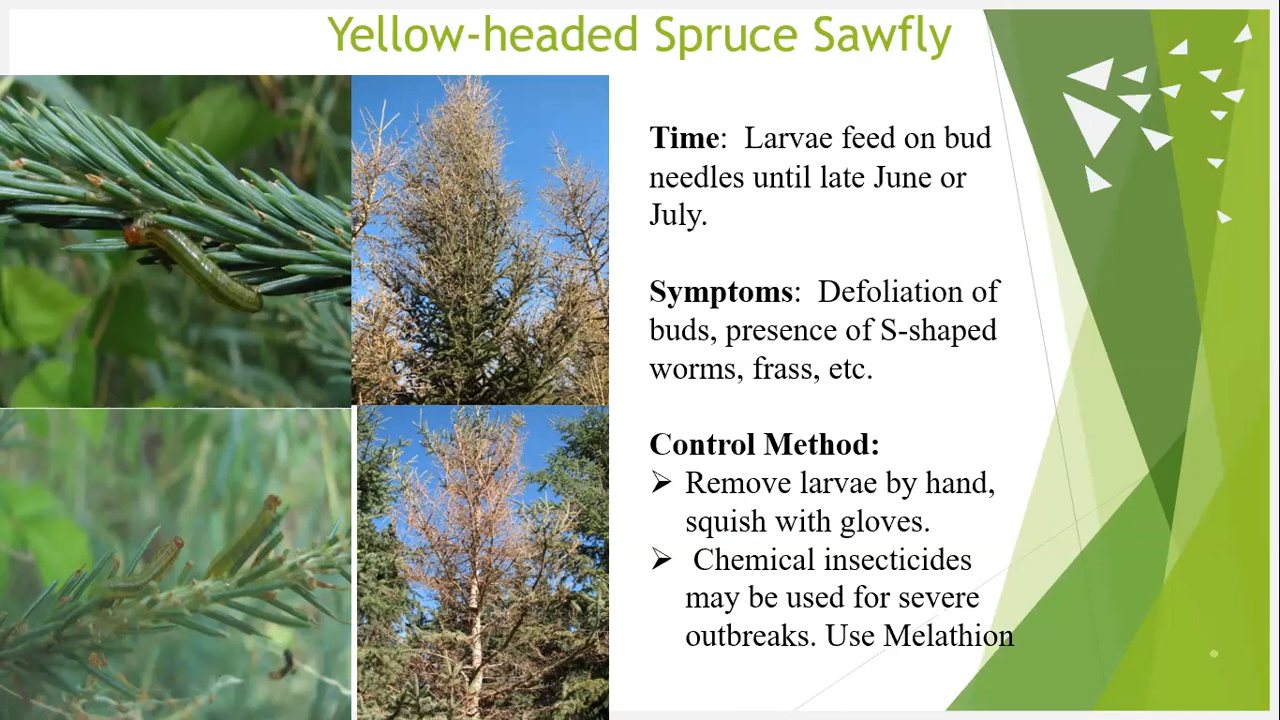 Yellow-headed Spruce Sawfly
Time:  Larvae feed on bud
needles until late June or
July.
Symptoms:  Defoliation of
buds, presence of S-shaped
worms, frass, etc.
Control Method:
➢ Remove larvae by hand,
squish with gloves.
➢ Chemical insecticides
may be used for severe
outbreaks. Use Melathion